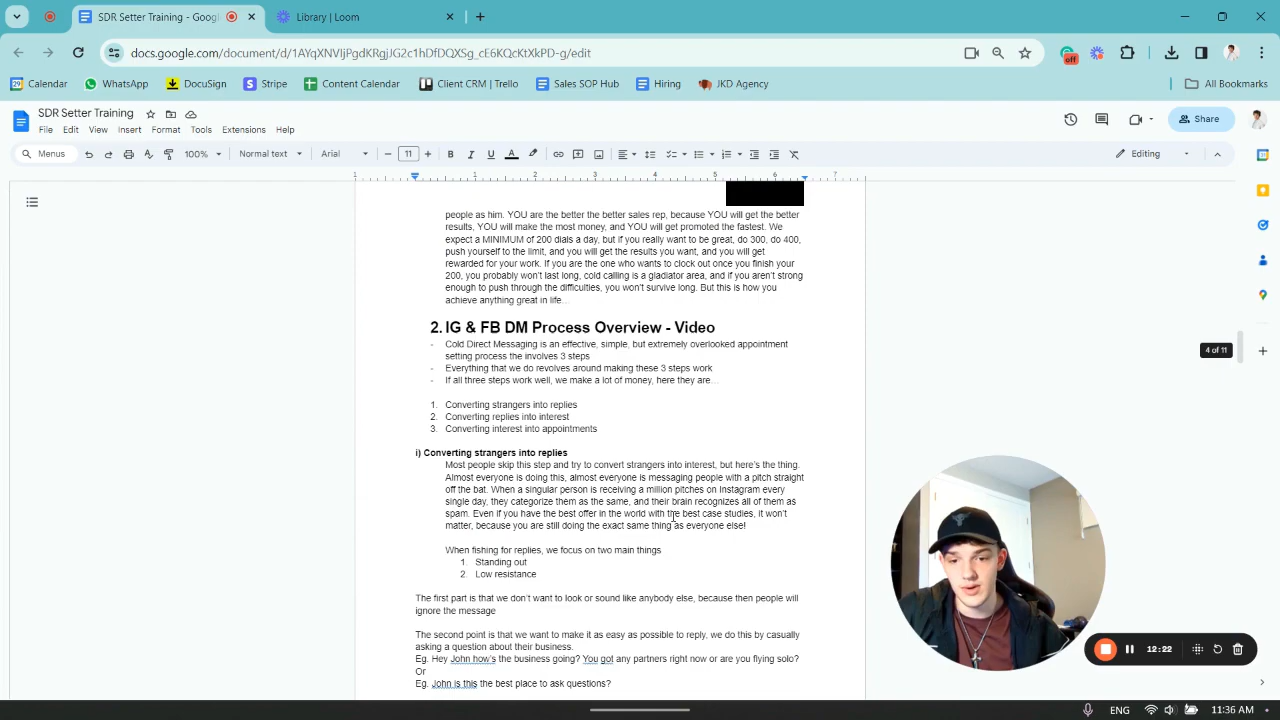 SDR Setter Training - Googl
Library | Loom
docs.google.com/document/d/1AYqXNVIjPgdKRgjJG2c1hDfDQXSg_cE6KQcKtXkPD-g/edit
off
Calendar
WhatsApp
DocuSign
Stripe
Content Calendar
Client CRM | Trello
Sales SOP Hub
Hiring
JKD Agency
All Bookmarks
SDR Setter Training
File Edit View Insert Format Tools Extensions Help
Share
Menus 100% Normal text Arial 11 B I U A Editing
1 1 2 3 4 5 6 7
people as him. YOU are the better the better sales rep, because YOU will get the better
results, YOU will make the most money, and YOU will get promoted the fastest. We
expect a MINIMUM of 200 dials a day, but if you really want to be great, do 300, do 400,
push yourself to the limit, and you will get the results you want, and you will get
rewarded for your work. If you are the one who wants to clock out once you finish your
200, you probably won't last long, cold calling is a gladiator area, and if you aren't strong
enough to push through the difficulties, you won't survive long. But this is how you
achieve anything great in life…
2. IG & FB DM Process Overview - Video
- Cold Direct Messaging is an effective, simple, but extremely overlooked appointment
setting process the involves 3 steps
- Everything that we do revolves around making these 3 steps work
- If all three steps work well, we make a lot of money, here they are…
1. Converting strangers into replies
2. Converting replies into interest
3. Converting interest into appointments
i) Converting strangers into replies
Most people skip this step and try to convert strangers into interest, but here's the thing.
Almost everyone is doing this, almost everyone is messaging people with a pitch straight
off the bat. When a singular person is receiving a million pitches on Instagram every
single day, they categorize them as the same, and their brain recognizes all of them as
spam. Even if you have the best offer in the world with the best case studies, it won't
matter, because you are still doing the exact same thing as everyone else!
When fishing for replies, we focus on two main things
1. Standing out
2. Low resistance
The first part is that we don't want to look or sound like anybody else, because then people will
ignore the message
The second point is that we want to make it as easy as possible to reply, we do this by casually
asking a question about their business.
Eg. Hey John how's the business going? You got any partners right now or are you flying solo?
Or
Eg. John is this the best place to ask questions?
4 of 11
12:22
ENG 11:36 AM